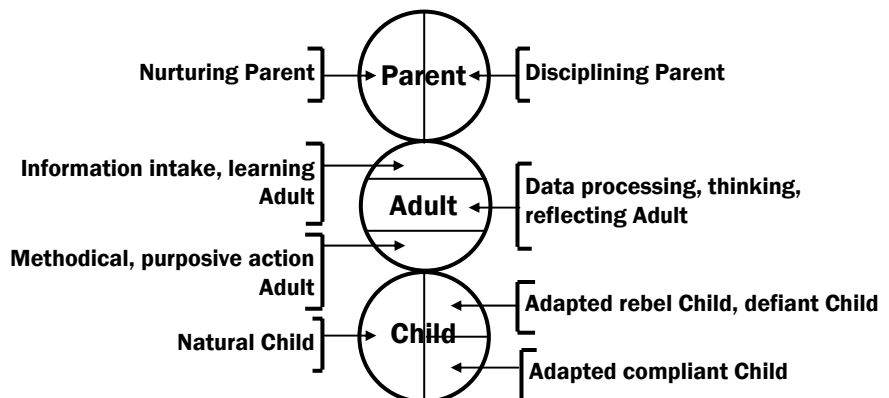 Nurturing Parent
Parent
Disciplining Parent
Information intake, learning
Adult
Adult
Data processing, thinking,
reflecting Adult
Methodical, purposive action
Adult
Adapted rebel Child, defiant Child
Natural Child
Child
Adapted compliant Child